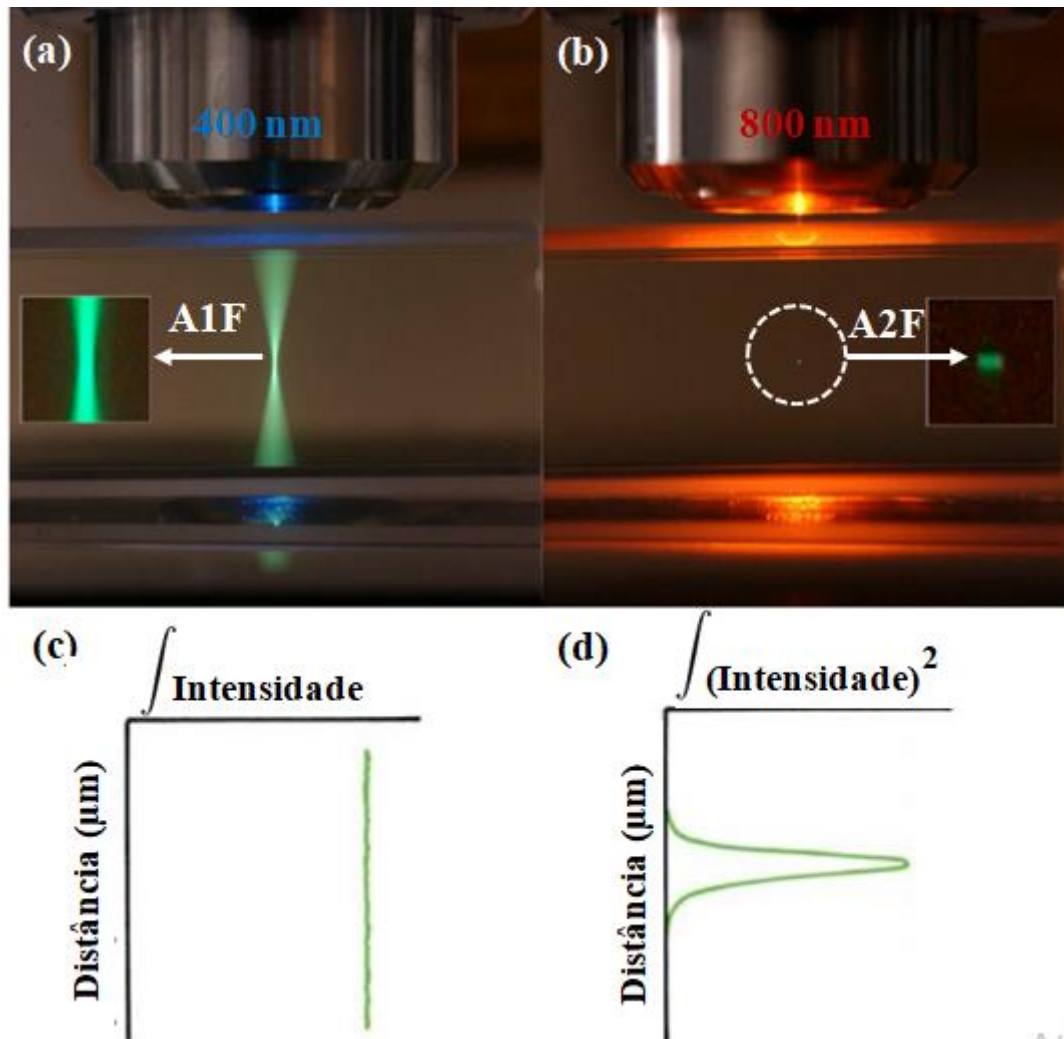 (a)
400 nm
A1F
(b)
800 nm
A2F
(c)
∫ Intensidade
Distância (µm)
(d)
∫ (Intensidade)²
Distância (µm)